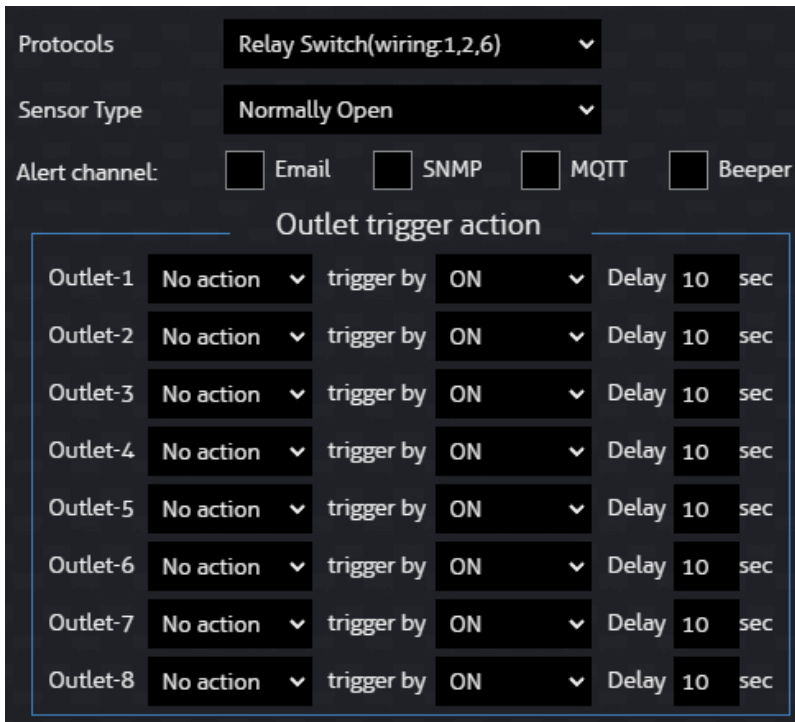 Protocols Relay Switch(wiring:1,2,6)
Sensor Type Normally Open
Alert channel: Email SNMP MQTT Beeper
Outlet trigger action
Outlet-1 No action trigger by ON Delay 10 sec
Outlet-2 No action trigger by ON Delay 10 sec
Outlet-3 No action trigger by ON Delay 10 sec
Outlet-4 No action trigger by ON Delay 10 sec
Outlet-5 No action trigger by ON Delay 10 sec
Outlet-6 No action trigger by ON Delay 10 sec
Outlet-7 No action trigger by ON Delay 10 sec
Outlet-8 No action trigger by ON Delay 10 sec